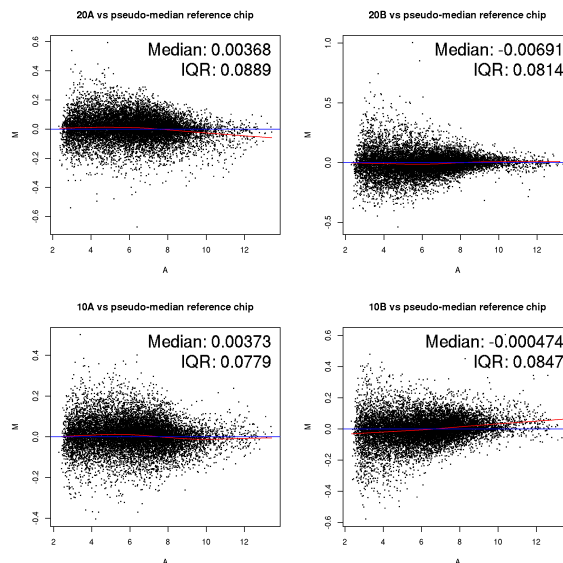 20A vs pseudo-median reference chip
Median: 0.00368
IQR: 0.0889
M
0.6
0.4
0.2
0.0
-0.2
-0.4
-0.6
2 4 6 8 10 12
A
20B vs pseudo-median reference chip
Median: -0.00691
IQR: 0.0814
M
1.0
0.5
0.0
-0.5
2 4 6 8 10 12
A
10A vs pseudo-median reference chip
Median: 0.00373
IQR: 0.0779
M
0.4
0.2
0.0
-0.2
-0.4
2 4 6 8 10 12
A
10B vs pseudo-median reference chip
Median: -0.000474
IQR: 0.0847
M
0.6
0.4
0.2
0.0
-0.2
-0.4
-0.6
2 4 6 8 10 12
A